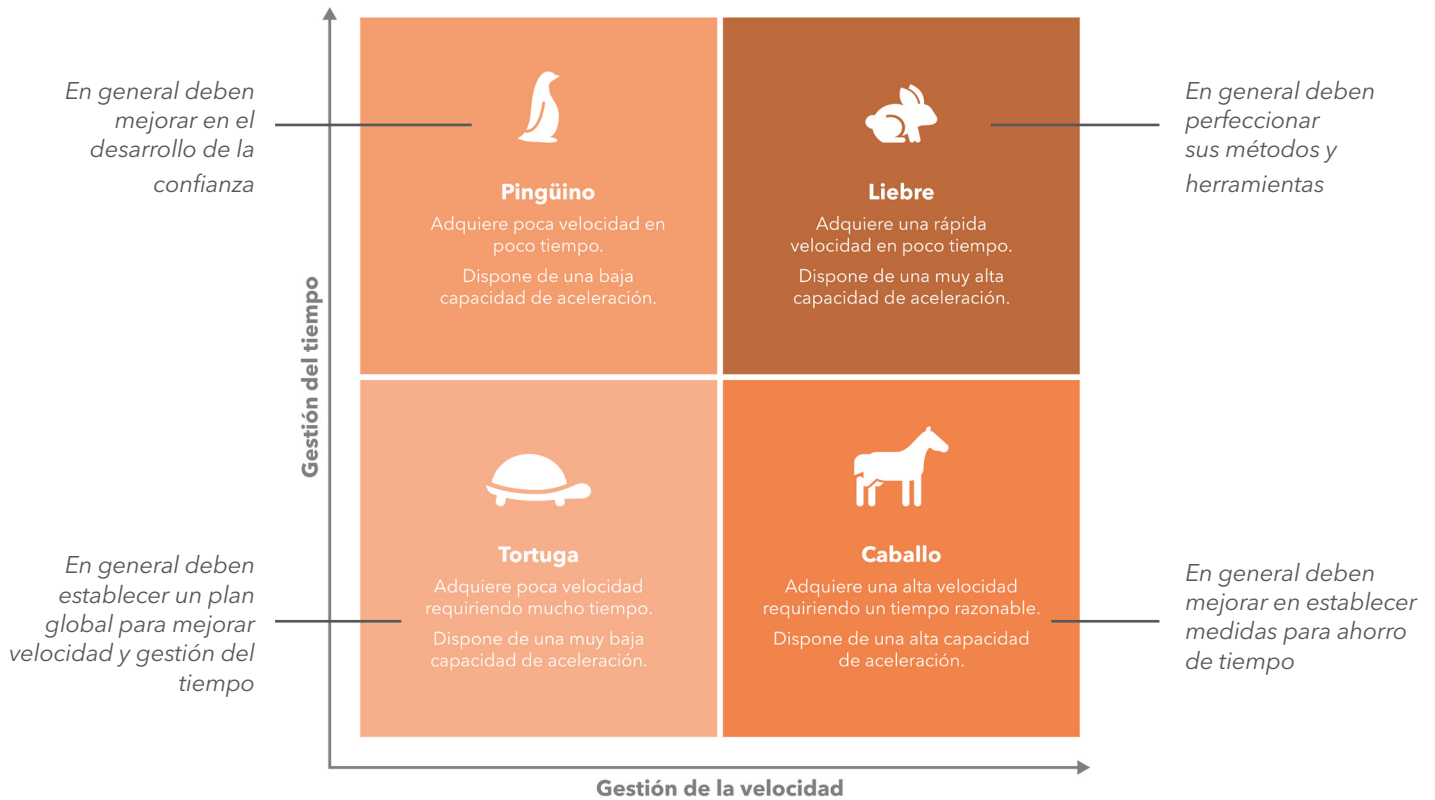 En general deben
mejorar en el
desarrollo de la
confianza
Pingüino
Adquiere poca velocidad en
poco tiempo.
Dispone de una baja
capacidad de aceleración.
Liebre
Adquiere una rápida
velocidad en poco tiempo.
Dispone de una muy alta
capacidad de aceleración.
En general deben
perfeccionar
sus métodos y
herramientas
Gestión del tiempo
En general deben
establecer un plan
global para mejorar
velocidad y gestión del
tiempo
Tortuga
Adquiere poca velocidad
requiriendo mucho tiempo.
Dispone de una muy baja
capacidad de aceleración.
Caballo
Adquiere una alta velocidad
requiriendo un tiempo razonable.
Dispone de una alta capacidad
de aceleración.
En general deben
mejorar en establecer
medidas para ahorro
de tiempo
Gestión de la velocidad